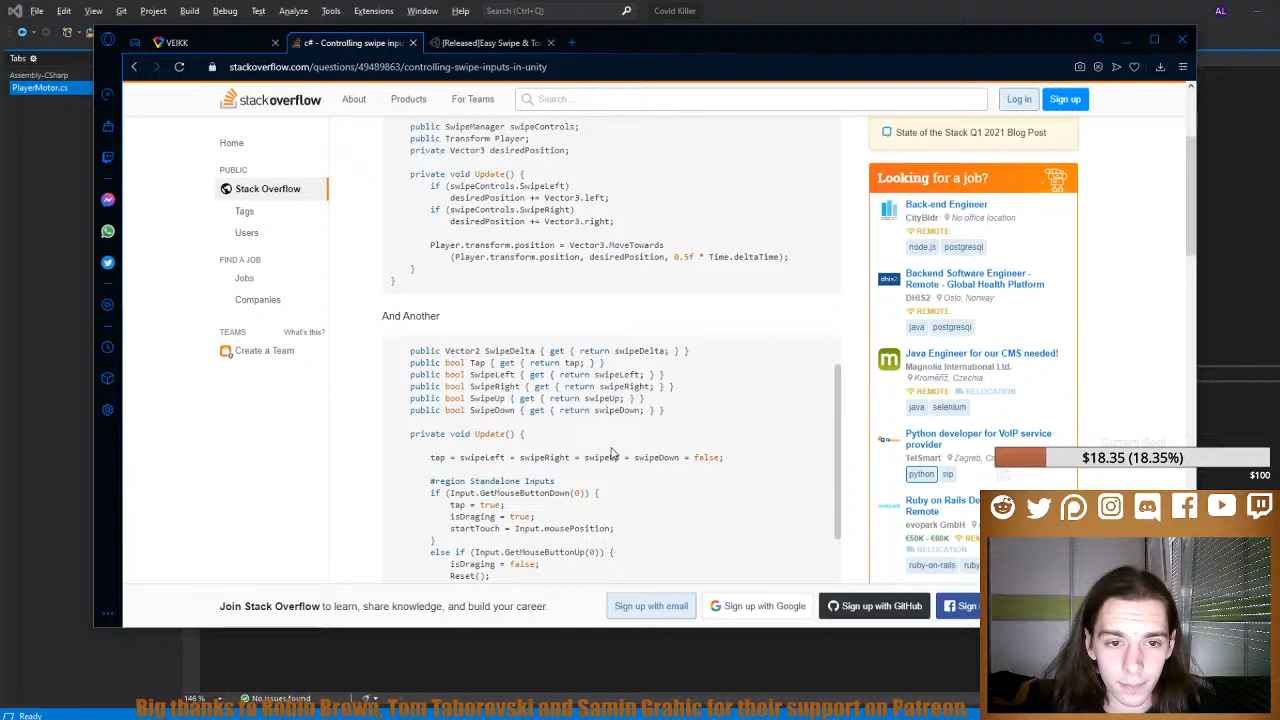 File Edit View Git Project Build Debug Test Analyze Tools Extensions Window Help Search (Ctrl+Q) Covid Killer AL
Tabs
Assembly-CSharp
PlayerMotor.cs
VEIKK
c# - Controlling swipe inpu
[Released]Easy Swipe & To
stackoverflow.com/questions/49489863/controlling-swipe-inputs-in-unity
stackoverflow About Products For Teams Search... Log in Sign up
Home
PUBLIC
Stack Overflow
Tags
Users
FIND A JOB
Jobs
Companies
TEAMS What's this?
Create a Team
public SwipeManager swipeControls;
public Transform Player;
private Vector3 desiredPosition;
private void Update() {
if (swipeControls.SwipeLeft)
desiredPosition += Vector3.left;
if (swipeControls.SwipeRight)
desiredPosition += Vector3.right;
Player.transform.position = Vector3.MoveTowards
(Player.transform.position, desiredPosition, 0.5f * Time.deltaTime);
}
}
And Another
public Vector2 SwipeDelta { get { return swipeDelta; } }
public bool Tap { get { return tap; } }
public bool SwipeLeft { get { return swipeLeft; } }
public bool SwipeRight { get { return swipeRight; } }
public bool SwipeUp { get { return swipeUp; } }
public bool SwipeDown { get { return swipeDown; } }
private void Update() {
tap = swipeLeft = swipeRight = = swipeDown = false;
#region Standalone Inputs
if (Input.GetMouseButtonDown(0)) {
tap = true;
isDraging = true;
startTouch = Input.mousePosition;
}
else if (Input.GetMouseButtonUp(0)) {
isDraging = false;
Reset();
State of the Stack Q1 2021 Blog Post
Looking for a job?
Back-end Engineer
CityBldr No office location
REMOTE
node.js postgresql
Backend Software Engineer -
Remote - Global Health Platform
dhis2
DHIS2 Oslo, Norway
REMOTE
java postgresql
Java Engineer for our CMS needed!
Magnolia International Ltd.
Kroměříž, Czechia
REMOTE RELOCATION
java selenium
Python developer for VoIP service
provider
TelSmart Zagreb,
REMOTE
python sip
Ruby on Rails De
Remote
evopark GmbH
€50K - €60K
RELOCATION
ruby-on-rails ruby
$18.35 (18.35%)
$100
Join Stack Overflow to learn, share knowledge, and build your career. Sign up with email Sign up with Google Sign up with GitHub Sign
146 % No issues found
Ready
Big thanks to Robin Brown, Tom Taborovski and Samin Grahic for their support on Patreon.